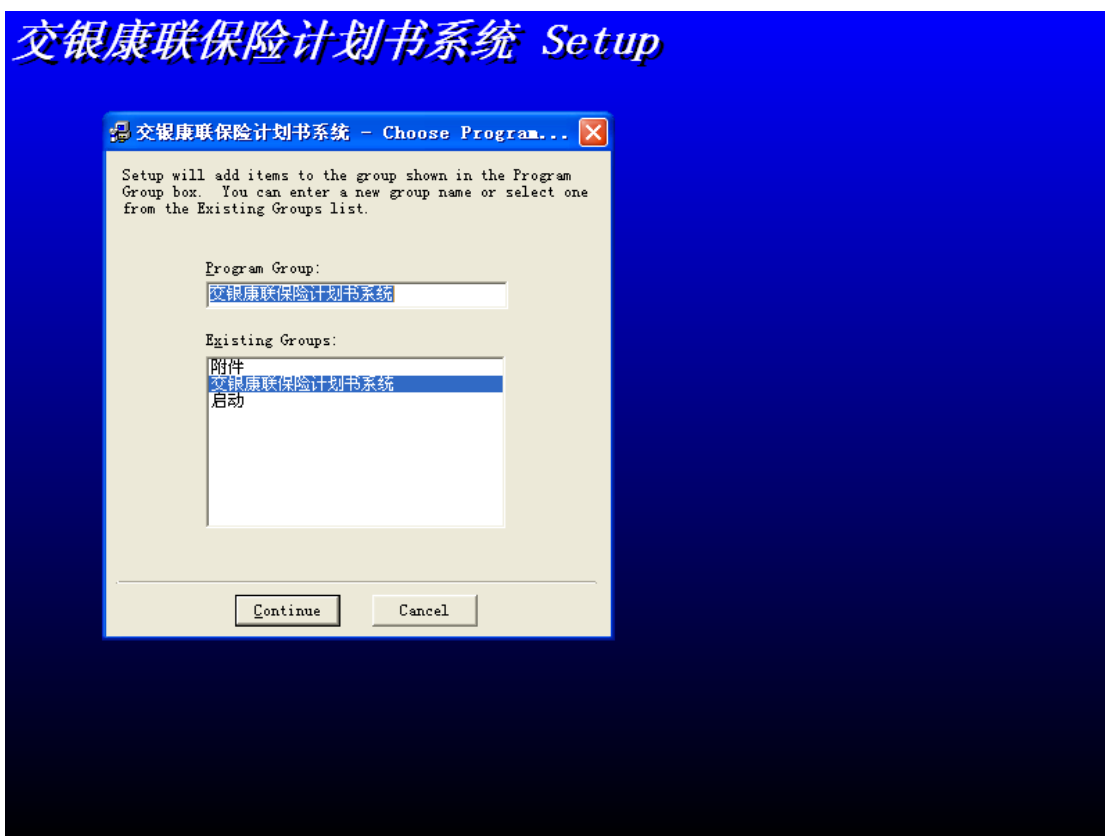 交银康联保险计划书系统 Setup
交银康联保险计划书系统 - Choose Program...
Setup will add items to the group shown in the Program
Group box. You can enter a new group name or select one
from the Existing Groups list.
Program Group:
交银康联保险计划书系统
Existing Groups:
附件
交银康联保险计划书系统
启动
Continue Cancel